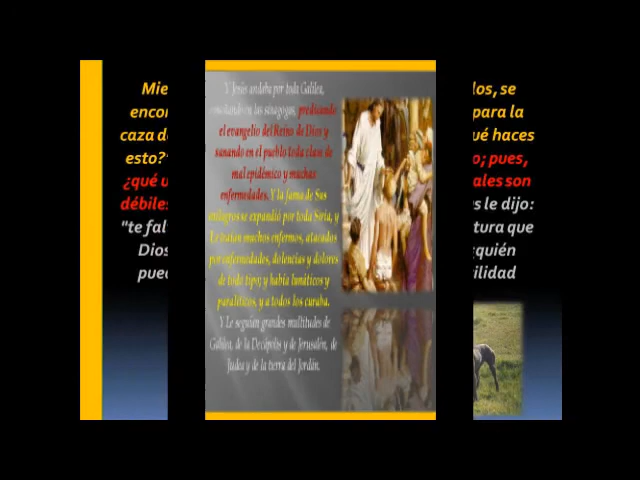 Mie
encor
caza de
esto?"
¿qué u
débiles
"te fal
Dios
pued
Y Jesús andaba por toda Galilea,
enseñando en las sinagogas, predicando
el evangelio del Reino de Dios y
sanando en el pueblo toda clase de
mal epidémico y muchas
enfermedades. Y la fama de Sus
milagros se expandió por toda Siria, y
Le traían muchos enfermos, atacados
por enfermedades, dolencias y dolores
de todo tipo; y había lunáticos y
paralíticos, y a todos los curaba.
Y Le seguían grandes multitudes de
Galilea, de la Decápolis y de Jerusalén, de
Judea y de la tierra del Jordán.
los, se
para la
ué haces
o; pues,
ales son
s le dijo:
tura que
¿quién
ilidad